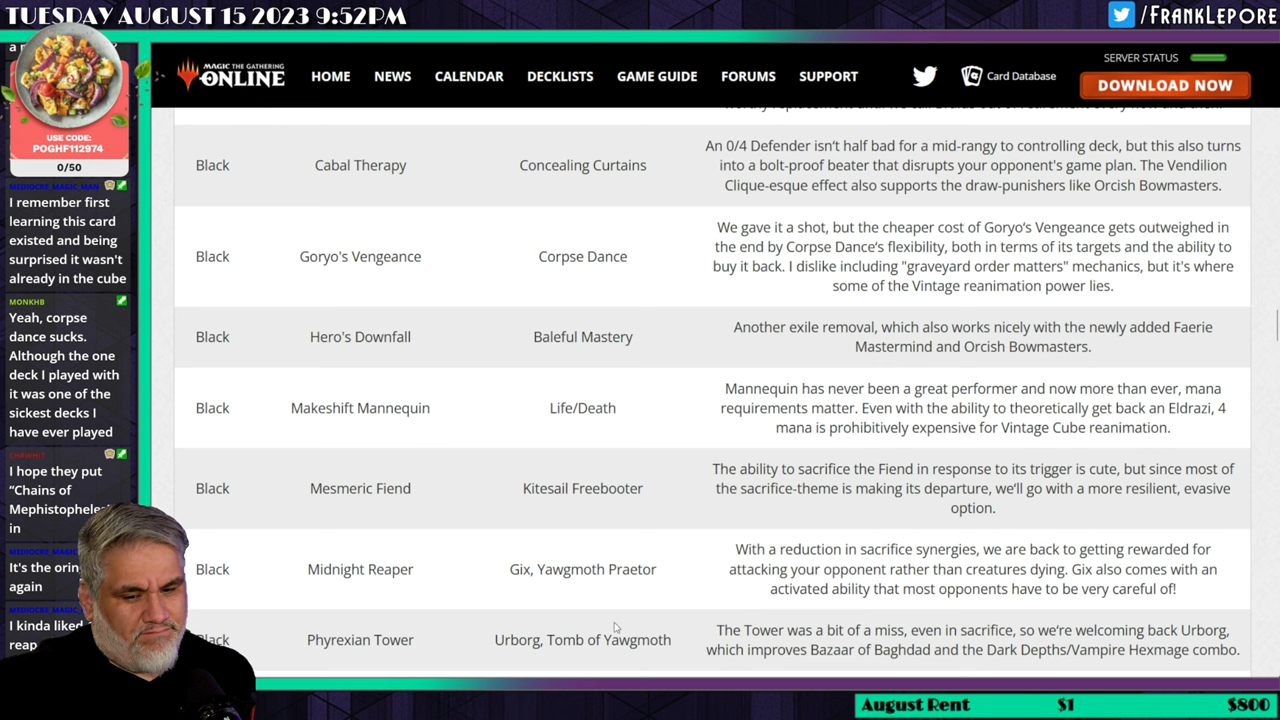 TUESDAY AUGUST 15 2023 9:52PM
/FRANKLEPORE
USE CODE:
POGHF112974
0/50
MEDIOCRE_MAGIC_MAN
I remember first
learning this card
existed and being
surprised it wasn't
already in the cube
MONKHB
Yeah, corpse
dance sucks.
Although the one
deck I played with
it was one of the
sickest decks I
have ever played
I hope they put
"Chains of
in
MEDIOCRE_MAGIC
again
MEDIOCRE_MAGIC
I kinda liked
reap
MAGIC THE GATHERING
ONLINE
HOME
NEWS
CALENDAR
DECKLISTS
GAME GUIDE
FORUMS
SUPPORT
Card Database
SERVER STATUS
DOWNLOAD NOW
Black
Cabal Therapy
Concealing Curtains
An 0/4 Defender isn't half bad for a mid-rangy to controlling deck, but this also turns
into a bolt-proof beater that disrupts your opponent's game plan. The Vendilion
Clique-esque effect also supports the draw-punishers like Orcish Bowmasters.
Black
Goryo's Vengeance
Corpse Dance
We gave it a shot, but the cheaper cost of Goryo's Vengeance gets outweighed in
the end by Corpse Dance's flexibility, both in terms of its targets and the ability to
buy it back. I dislike including "graveyard order matters" mechanics, but it's where
some of the Vintage reanimation power lies.
Black
Hero's Downfall
Baleful Mastery
Another exile removal, which also works nicely with the newly added Faerie
Mastermind and Orcish Bowmasters.
Black
Makeshift Mannequin
Life/Death
Mannequin has never been a great performer and now more than ever, mana
requirements matter. Even with the ability to theoretically get back an Eldrazi, 4
mana is prohibitively expensive for Vintage Cube reanimation.
Black
Mesmeric Fiend
Kitesail Freebooter
The ability to sacrifice the Fiend in response to its trigger is cute, but since most of
the sacrifice-theme is making its departure, we'll go with a more resilient, evasive
option.
Black
Midnight Reaper
Gix, Yawgmoth Praetor
With a reduction in sacrifice synergies, we are back to getting rewarded for
attacking your opponent rather than creatures dying. Gix also comes with an
activated ability that most opponents have to be very careful of!
Black
Phyrexian Tower
Urborg, Tomb of Yawgmoth
The Tower was a bit of a miss, even in sacrifice, so we're welcoming back Urborg,
which improves Bazaar of Baghdad and the Dark Depths/Vampire Hexmage combo.
August Rent $1 $800